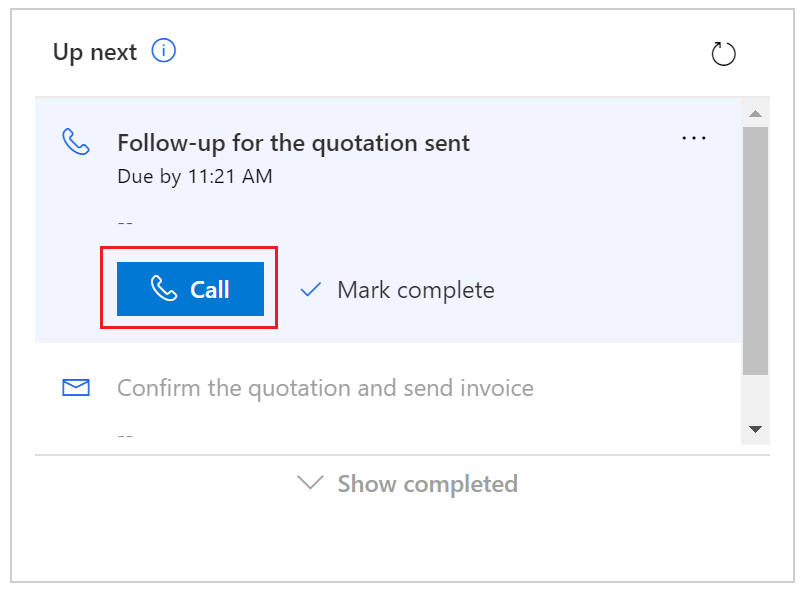 Up next
Follow-up for the quotation sent
Due by 11:21 AM
--
Call
Mark complete
Confirm the quotation and send invoice
--
Show completed